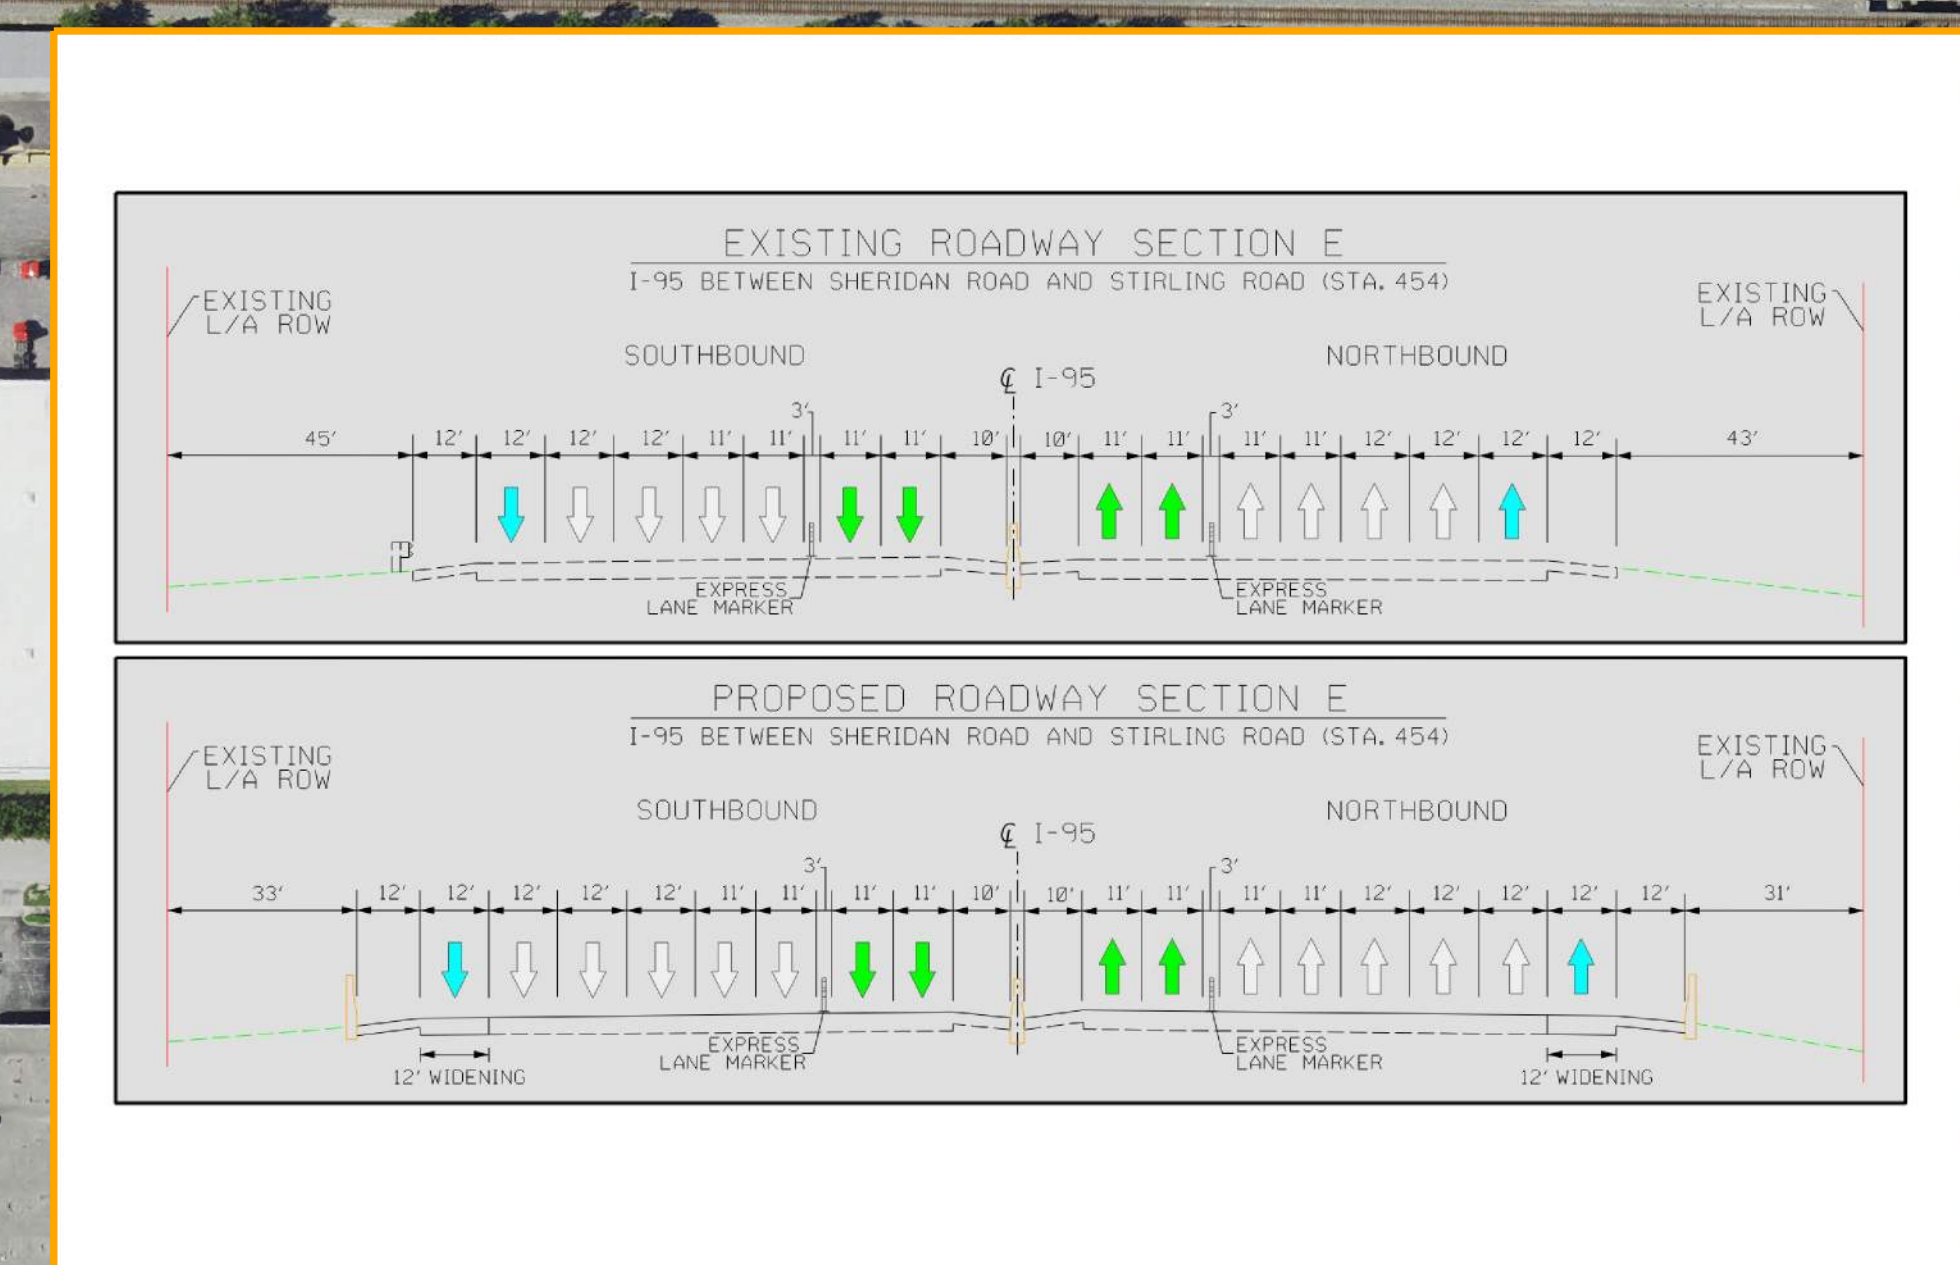 EXISTING ROADWAY SECTION E
I-95 BETWEEN SHERIDAN ROAD AND STIRLING ROAD (STA. 454)
EXISTING
L/A ROW
EXISTING
L/A ROW
SOUTHBOUND
NORTHBOUND
℄ I-95
3' 3'
45' 12' 12' 12' 12' 11' 11' 11' 11' 10' 10' 11' 11' 11' 11' 12' 12' 12' 12' 43'
EXPRESS
LANE MARKER
EXPRESS
LANE MARKER
PROPOSED ROADWAY SECTION E
I-95 BETWEEN SHERIDAN ROAD AND STIRLING ROAD (STA. 454)
EXISTING
L/A ROW
EXISTING
L/A ROW
SOUTHBOUND
NORTHBOUND
℄ I-95
3' 3'
33' 12' 12' 12' 12' 12' 11' 11' 11' 11' 10' 10' 11' 11' 11' 11' 12' 12' 12' 12' 12' 31'
EXPRESS
LANE MARKER
EXPRESS
LANE MARKER
12' WIDENING
12' WIDENING